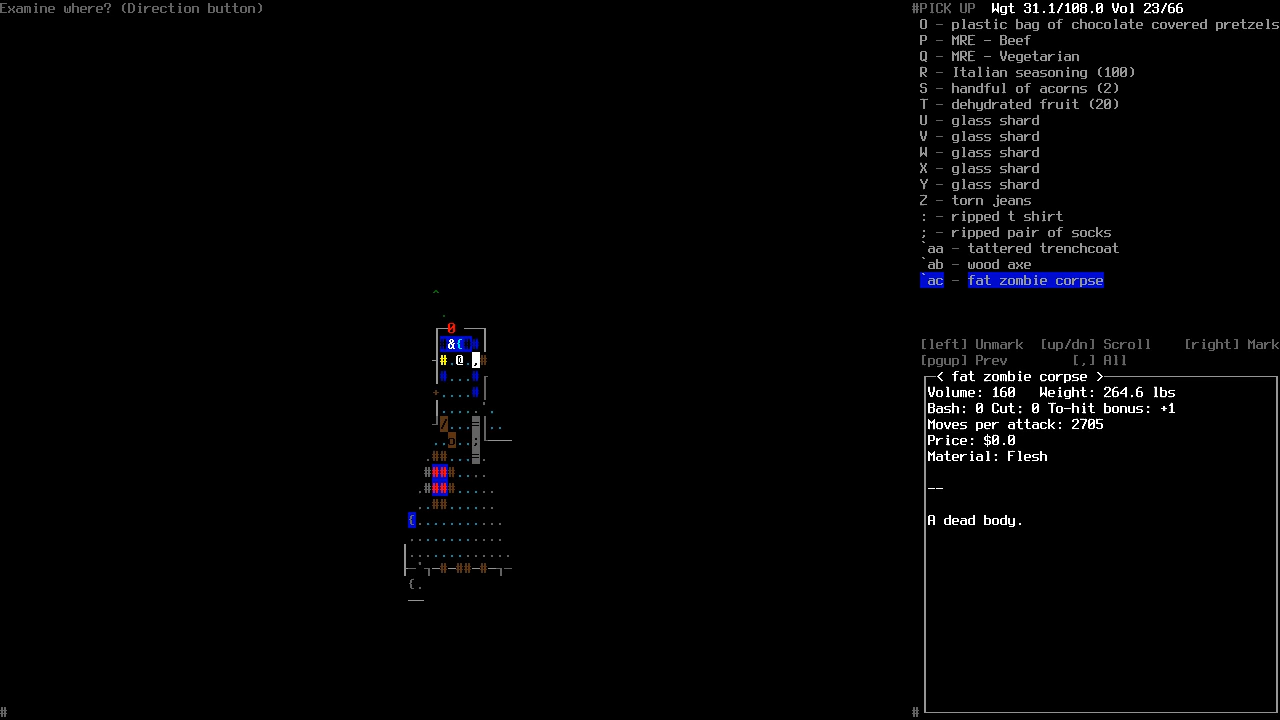 Examine where? (Direction button)
#PICK UP  Wgt 31.1/108.0 Vol 23/66
O - plastic bag of chocolate covered pretzels
P - MRE - Beef
Q - MRE - Vegetarian
R - Italian seasoning (100)
S - handful of acorns (2)
T - dehydrated fruit (20)
U - glass shard
V - glass shard
W - glass shard
X - glass shard
Y - glass shard
Z - torn jeans
: - ripped t shirt
; - ripped pair of socks
`aa - tattered trenchcoat
`ab - wood axe
`ac - fat zombie corpse
[left] Unmark  [up/dn] Scroll   [right] Mark
[pgup] Prev        [,] All
< fat zombie corpse >
Volume: 160   Weight: 264.6 lbs
Bash: 0 Cut: 0 To-hit bonus: +1
Moves per attack: 2705
Price: $0.0
Material: Flesh
--
A dead body.